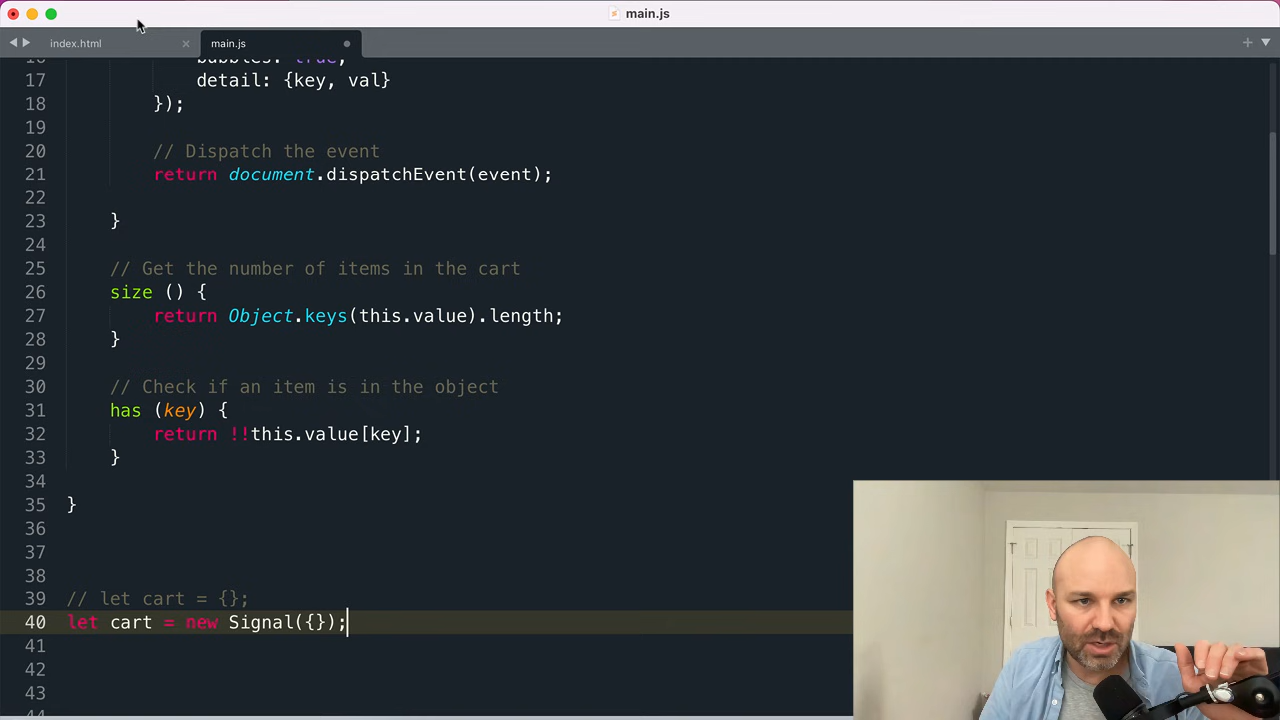 main.js
index.html
main.js
16 bubbles: true,
17 detail: {key, val}
18 });
19
20 // Dispatch the event
21 return document.dispatchEvent(event);
22
23 }
24
25 // Get the number of items in the cart
26 size () {
27 return Object.keys(this.value).length;
28 }
29
30 // Check if an item is in the object
31 has (key) {
32 return !!this.value[key];
33 }
34
35 }
36
37
38
39 // let cart = {};
40 let cart = new Signal({});
41
42
43
44